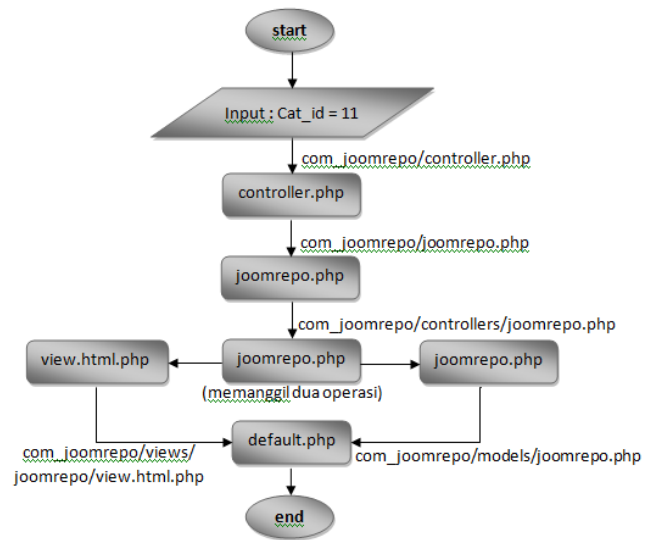 start
Input : Cat_id = 11
com_joomrepo/controller.php
controller.php
com_joomrepo/joomrepo.php
joomrepo.php
com_joomrepo/controllers/joomrepo.php
view.html.php
joomrepo.php
joomrepo.php
(memanggil dua operasi)
default.php
com_joomrepo/views/
joomrepo/view.html.php
com_joomrepo/models/joomrepo.php
end